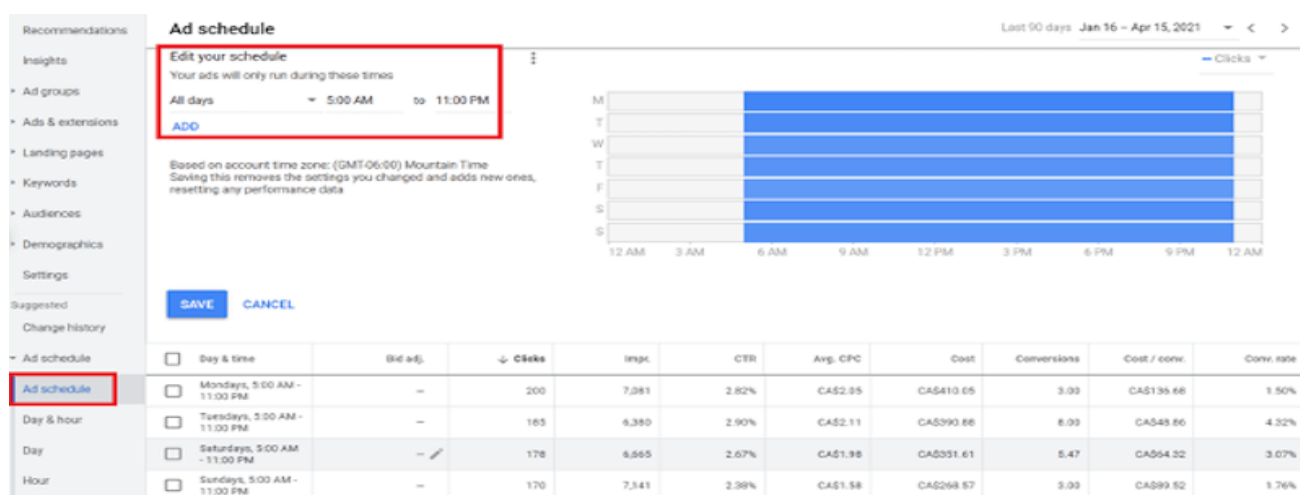 Recommendations
Insights
Ad groups
Ads & extensions
Landing pages
Keywords
Audiences
Demographics
Settings
Suggested
Change history
Ad schedule
Ad schedule
Day & hour
Day
Hour
Ad schedule
Last 90 days Jan 16 – Apr 15, 2021
Edit your schedule
Your ads will only run during these times
All days 5:00 AM to 11:00 PM
ADD
Based on account time zone: (GMT-06:00) Mountain Time
Saving this removes the settings you changed and adds new ones,
resetting any performance data
Clicks
M
T
W
T
F
S
S
12 AM 3 AM 6 AM 9 AM 12 PM 3 PM 6 PM 9 PM 12 AM
SAVE CANCEL
Day & time Bid adj. Clicks Impr. CTR Avg. CPC Cost Conversions Cost / conv. Conv. rate
Mondays, 5:00 AM -
11:00 PM – 200 7,081 2.82% CA$2.05 CA$410.05 3.00 CA$136.68 1.50%
Tuesdays, 5:00 AM -
11:00 PM – 185 6,380 2.90% CA$2.11 CA$390.88 8.00 CA$48.86 4.32%
Saturdays, 5:00 AM
- 11:00 PM – 178 6,665 2.67% CA$1.98 CA$351.61 5.47 CA$64.32 3.07%
Sundays, 5:00 AM -
11:00 PM – 170 7,141 2.38% CA$1.58 CA$268.57 3.00 CA$89.52 1.76%